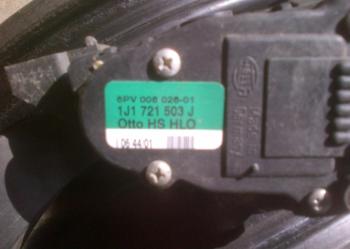 6PV 008 026-01
1J1 721 503 J
Otto HS HLO
06 44/01